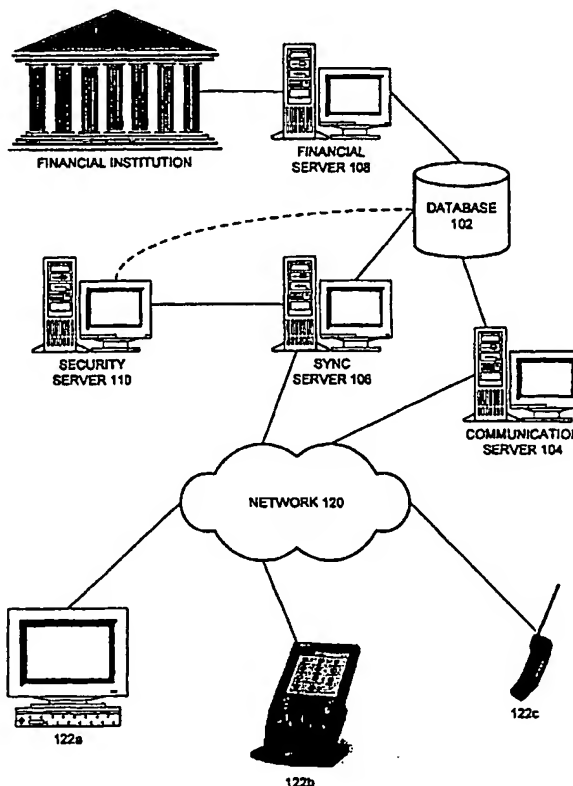 FINANCIAL INSTITUTION
FINANCIAL
SERVER 108
DATABASE
102
SECURITY
SERVER 110
SYNC
SERVER 106
COMMUNICATION
SERVER 104
NETWORK 120
122a
122b
122c